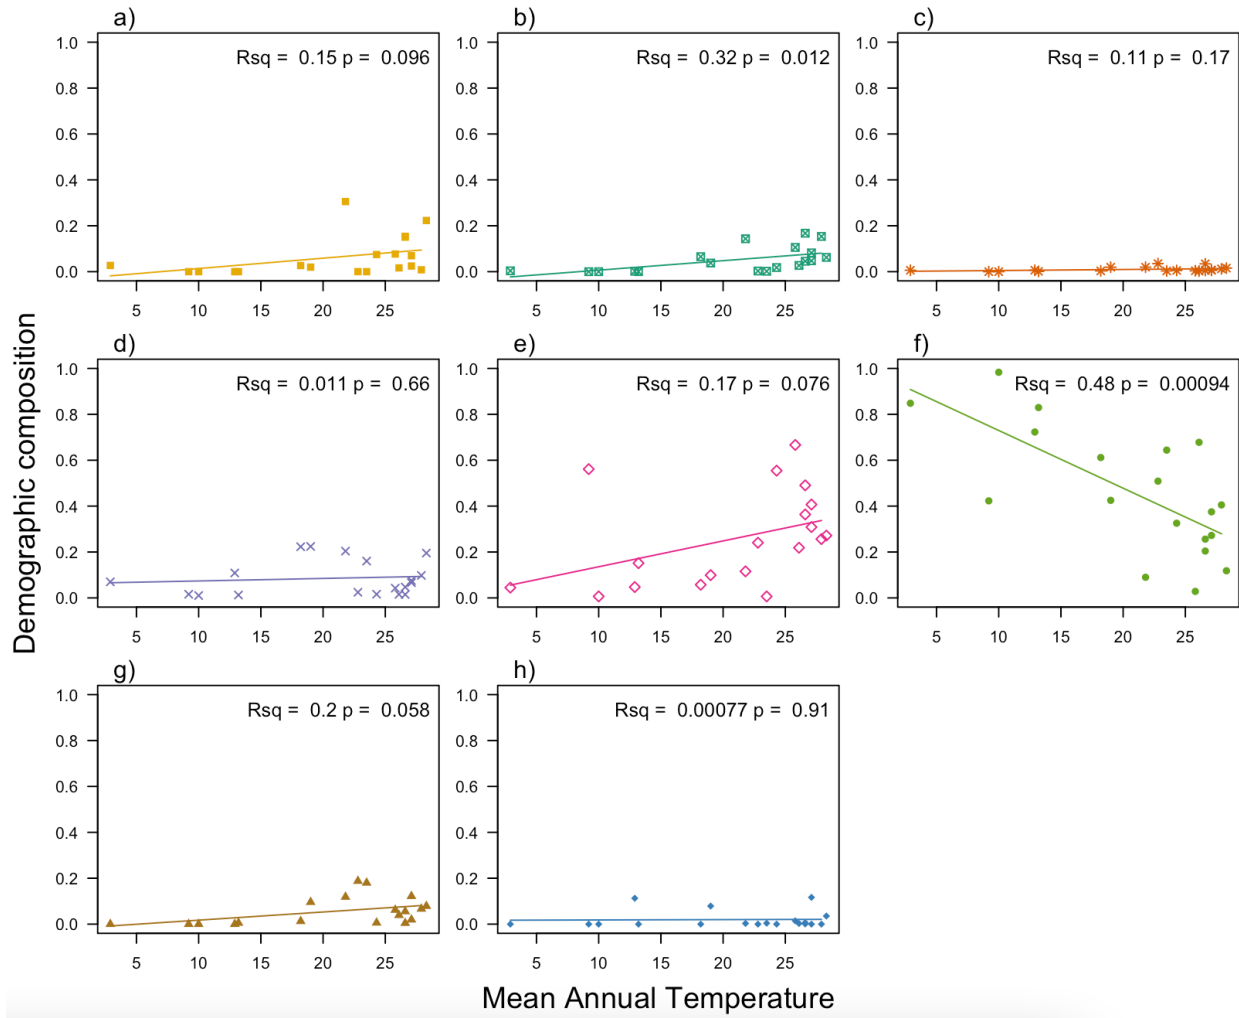 a)
Rsq = 0.15 p = 0.096
1.0
0.8
0.6
0.4
0.2
0.0
5 10 15 20 25
b)
Rsq = 0.32 p = 0.012
1.0
0.8
0.6
0.4
0.2
0.0
5 10 15 20 25
c)
Rsq = 0.11 p = 0.17
1.0
0.8
0.6
0.4
0.2
0.0
5 10 15 20 25
Demographic composition
d)
Rsq = 0.011 p = 0.66
1.0
0.8
0.6
0.4
0.2
0.0
5 10 15 20 25
e)
Rsq = 0.17 p = 0.076
1.0
0.8
0.6
0.4
0.2
0.0
5 10 15 20 25
f)
Rsq = 0.48 p = 0.00094
1.0
0.8
0.6
0.4
0.2
0.0
5 10 15 20 25
g)
Rsq = 0.2 p = 0.058
1.0
0.8
0.6
0.4
0.2
0.0
5 10 15 20 25
h)
Rsq = 0.00077 p = 0.91
1.0
0.8
0.6
0.4
0.2
0.0
5 10 15 20 25
Mean Annual Temperature